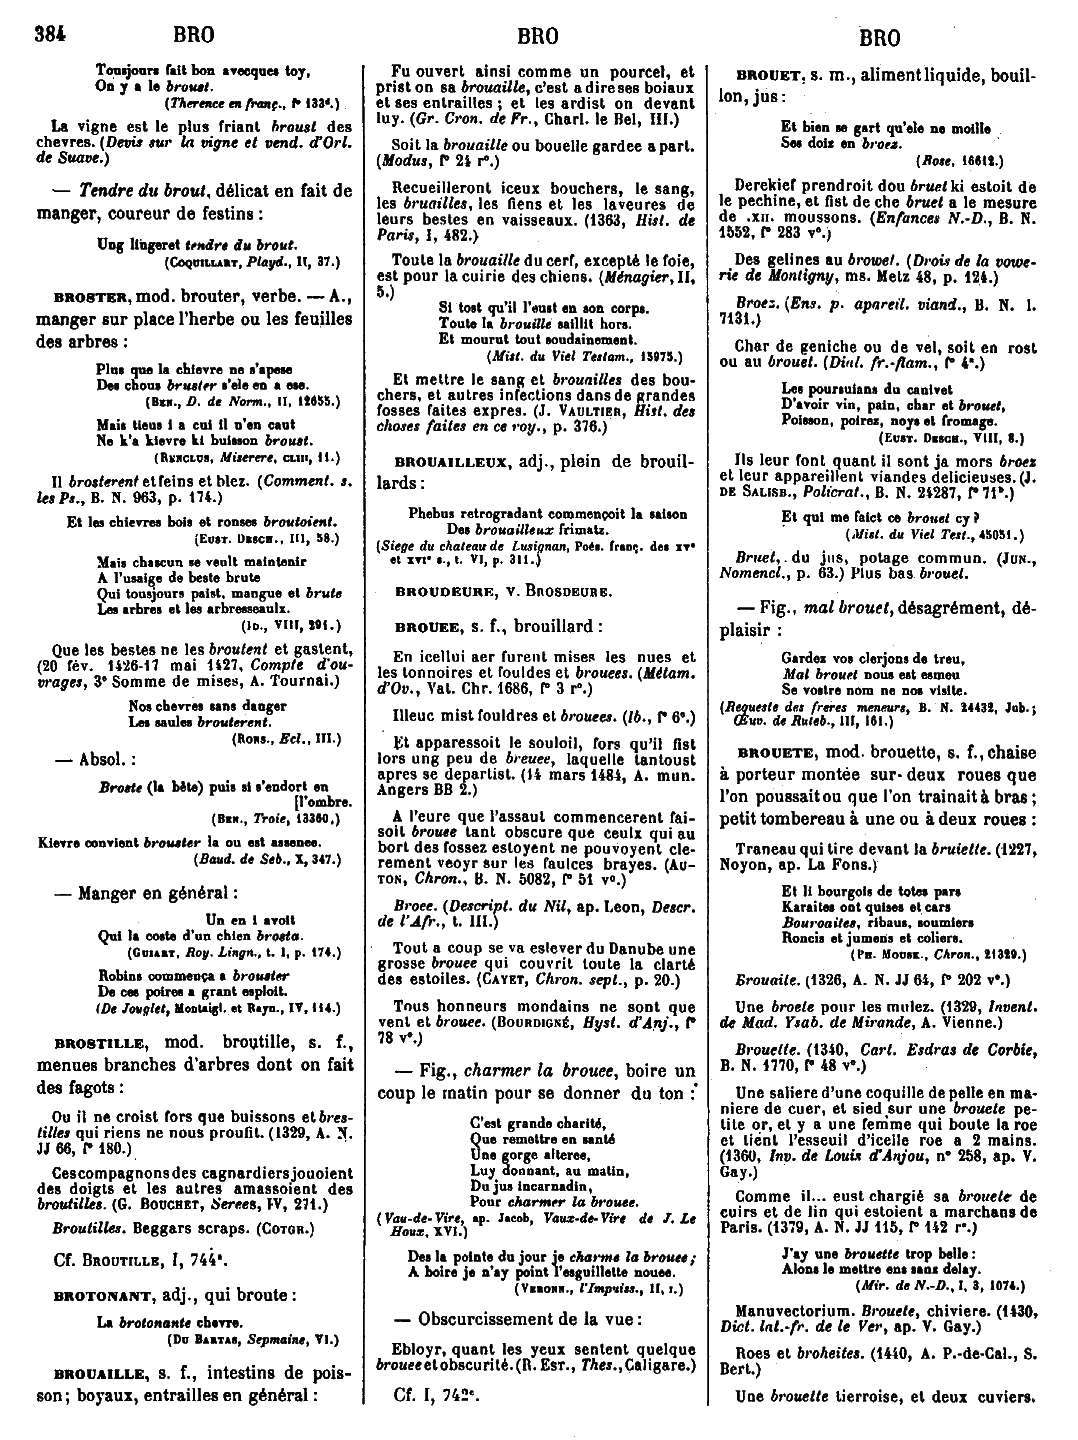 384 BRO BRO BRO
Tousjours fait bon avecques toy,
On y a le broust.
(Therence en franç., f° 133ᵈ.)
La vigne est le plus friant broust des
chevres. (Devis sur la vigne et vend. d'Orl.
de Suave.)
— Tendre du brout, délicat en fait de
manger, coureur de festins :
Ung lingeret tendre du brout.
(COQUILLART, Playd., II, 37.)
BROSTER, mod. brouter, verbe. — A.,
manger sur place l'herbe ou les feuilles
des arbres :
Plus que la chievre ne s'apese
Des chous bruster s'ele en a ese.
(BEN., D. de Norm., II, 12655.)
Mais tieus i a cui il n'en caut
Ne k'a kievre ki buisson broust.
(RENCLUS, Miserere, CLIII, 11.)
Il brosterent et feins et blez. (Comment. s.
les Ps., B. N. 963, p. 174.)
Et les chievres bois et ronses broutoient.
(EUST. DESCH., III, 58.)
Mais chascun se veult maintenir
A l'usaige de beste brute
Qui tousjours paist, mangue et brute
Les arbres et les arbresseaulx.
(ID., VIII, 291.)
Que les bestes ne les broutent et gastent,
(20 fév. 1426-17 mai 1427, Compte d'ou-
vrages, 3ᵉ Somme de mises, A. Tournai.)
Nos chevres sans danger
Les saules brouterent.
(RONS., Ecl., III.)
— Absol. :
Broste (la bête) puis si s'endort en
[l'ombre.
(BEN., Troie, 13360.)
Kievre convient brouster la ou est assenee.
(Baud. de Seb., X, 347.)
— Manger en général :
Un en i avoit
Qui la coste d'un chien brosta.
(GUIART, Roy. Lingn., t. I, p. 174.)
Robins commença a brouster
De ces poires a grant esploit.
(De Jouglet, Montaigl. et Rayn., IV, 114.)
BROSTILLE, mod. broutille, s. f.,
menues branches d'arbres dont on fait
des fagots :
Ou il ne croist fors que buissons et bres-
tilles qui riens ne nous proufit. (1329, A. N.
JJ 66, f° 180.)
Ces compagnons des cagnardiers jouoient
des doigts et les autres amassoient des
broutilles. (G. BOUCHET, Serees, IV, 271.)
Broutilles. Beggars scraps. (COTGR.)
Cf. BROUTILLE, I, 744ᵃ.
BROTONANT, adj., qui broute :
La brotonante chevre.
(DU BARTAS, Sepmaine, VI.)
BROUAILLE, s. f., intestins de pois-
son ; boyaux, entrailles en général :
Fu ouvert ainsi comme un pourcel, et
prist on sa brouaille, c'est a dire ses boiaux
et ses entrailles ; et les ardist on devant
luy. (Gr. Cron. de Fr., Charl. le Bel, III.)
Soit la brouaille ou bouelle gardee a part.
(Modus, f° 24 r°.)
Recueilleront iceux bouchers, le sang,
les bruailles, les fiens et les laveures de
leurs bestes en vaisseaux. (1363, Hist. de
Paris, I, 482.)
Toute la brouaille du cerf, excepté le foie,
est pour la cuirie des chiens. (Ménagier, II,
5.)
Si tost qu'il l'eust en son corps.
Toute la brouille saillit hors.
Et mourut tout soudainement.
(Mist. du Viel Testam., 15975.)
Et mettre le sang et brouailles des bou-
chers, et autres infections dans de grandes
fosses faites expres. (J. VAULTIER, Hist. des
choses faites en ce roy., p. 376.)
BROUAILLEUX, adj., plein de brouil-
lards :
Phebus retrogradant commençoit la saison
Des brouailleux frimatz.
(Siege du chateau de Lusignan, Poés. franç. des XVᵉ
et XVIᵉ s., t. VI, p. 311.)
BROUDEURE, V. BROSDEURE.
BROUEE, s. f., brouillard :
En icellui aer furent mises les nues et
les tonnoires et fouldes et brouees. (Métam.
d'Ov., Vat. Chr. 1686, f° 3 r°.)
Illeuc mist fouldres et brouees. (Ib., f° 6ᵒ.)
Et apparessoit le souloil, fors qu'il fist
lors ung peu de breuee, laquelle tantoust
apres se departist. (14 mars 1484, A. mun.
Angers BB 2.)
A l'eure que l'assaut commencerent fai-
soit brouee tant obscure que ceulx qui au
bort des fossez estoyent ne pouvoyent cle-
rement veoyr sur les faulces brayes. (AU-
TON, Chron., B. N. 5082, f° 51 v°.)
Broee. (Descript. du Nil, ap. Leon, Descr.
de l'Afr., t. III.)
Tout a coup se va eslever du Danube une
grosse brouee qui couvrit toute la clarté
des estoiles. (CAYET, Chron. sept., p. 20.)
Tous honneurs mondains ne sont que
vent et brouee. (BOURDIGNÉ, Hyst. d'Anj., f°
78 v°.)
— Fig., charmer la brouee, boire un
coup le matin pour se donner du ton :
C'est grande charité,
Que remettre en santé
Une gorge alteree,
Luy donnant, au matin,
Du jus incarnadin,
Pour charmer la brouee.
(Vau-de-Vire, ap. Jacob, Vaux-de-Vire de J. Le
Houx, XVI.)
Des la pointe du jour je charme la brouee ;
A boire je n'ay point l'esguillette nouee.
(VERONN., l'Impuiss., II, I.)
— Obscurcissement de la vue :
Ebloyr, quant les yeux sentent quelque
brouee et obscurité. (R. EST., Thes., Caligare.)
Cf. I, 742ᶜ.
BROUET, s. m., aliment liquide, bouil-
lon, jus :
Et bien se gart qu'ele ne moille
Ses doiz en broez.
(Rose, 16612.)
Derekief prendroit dou bruet ki estoit de
le pechine, et fist de che bruet a le mesure
de .XII. moussons. (Enfances N.-D., B. N.
1552, f° 283 v°.)
Des gelines au browet. (Drois de la vowe-
rie de Montigny, ms. Metz 48, p. 124.)
Broez. (Ens. p. apareil. viand., B. N. l.
7131.)
Char de geniche ou de vel, soit en rost
ou au brouet. (Dial. fr.-flam., f° 4ᵉ.)
Les poursuians du canivet
D'avoir vin, pain, char et brouet,
Poisson, poirez, noys et fromage.
(EUST. DESCH., VIII, 8.)
Ils leur font quant il sont ja mors broez
et leur appareillent viandes delicieuses. (J.
DE SALISB., Policrat., B. N. 24287, f° 71ᵇ.)
Et qui me faict ce brouet cy ?
(Mist. du Viel Test., 45051.)
Bruet, du jus, potage commun. (JUN.,
Nomencl., p. 63.) Plus bas brouet.
— Fig., mal brouet, désagrément, dé-
plaisir :
Gardez vos clerjons de treu,
Mal brouet nous est esmeu
Se vostre nom ne nos visite.
(Requeste des freres meneurs, B. N. 24432, Jub. ;
Œuv. de Ruteb., III, 161.)
BROUETE, mod. brouette, s. f., chaise
à porteur montée sur deux roues que
l'on poussait ou que l'on trainait à bras ;
petit tombereau à une ou à deux roues :
Traneau qui tire devant la bruiette. (1227,
Noyon, ap. La Fons.)
Et li bourgois de totes pars
Karaites ont quises et cars
Bouroaites, ribaus, soumiers
Roncis et jumens et coliers.
(PH. MOUSK., Chron., 21329.)
Brouaite. (1326, A. N. JJ 64, f° 202 v°.)
Une broete pour les mulez. (1329, Invent.
de Mad. Ysab. de Mirande, A. Vienne.)
Brouette. (1340, Cart. Esdras de Corbie,
B. N. 1770, f° 48 v°.)
Une saliere d'une coquille de pelle en ma-
niere de cuer, et sied sur une brouete pe-
tite or, et y a une femme qui boute la roe
et tient l'esseuil d'icelle roe a 2 mains.
(1360, Inv. de Louis d'Anjou, n° 258, ap. V.
Gay.)
Comme il... eust chargié sa brouete de
cuirs et de lin qui estoient a marchans de
Paris. (1379, A. N. JJ 115, f° 142 r°.)
J'ay une brouette trop belle :
Alons le mettre ens sans delay.
(Mir. de N.-D., I, 3, 1074.)
Manuvectorium. Brouete, chiviere. (1430,
Dict. lat.-fr. de le Ver, ap. V. Gay.)
Roes et broheites. (1440, A. P.-de-Cal., S.
Bert.)
Une brouette tierroise, et deux cuviers.